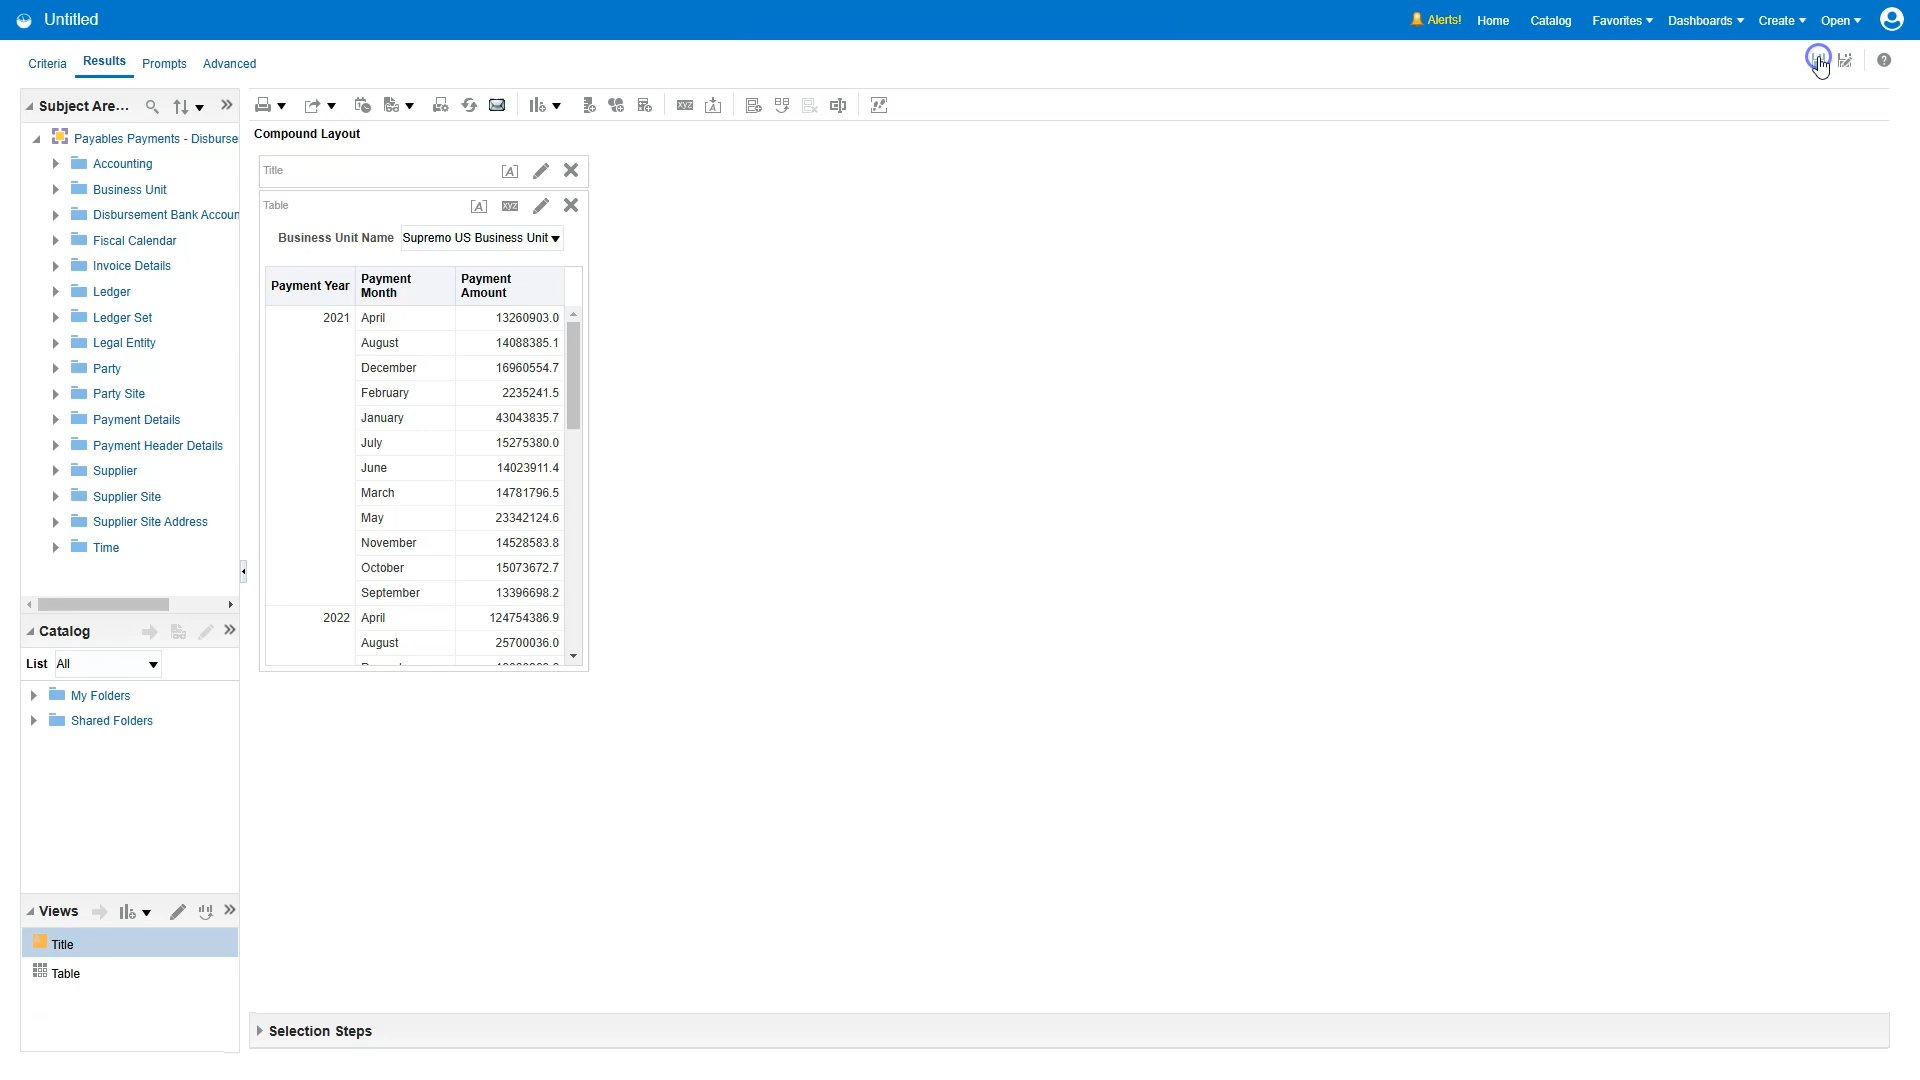 Untitled
Alerts! Home Catalog Favorites Dashboards Create Open
Criteria Results Prompts Advanced
Subject Are...
Payables Payments - Disburse
Accounting
Business Unit
Disbursement Bank Accoun
Fiscal Calendar
Invoice Details
Ledger
Ledger Set
Legal Entity
Party
Party Site
Payment Details
Payment Header Details
Supplier
Supplier Site
Supplier Site Address
Time
Catalog
List All
My Folders
Shared Folders
Views
Title
Table
Compound Layout
Title
Table
Business Unit Name Supremo US Business Unit
Payment Year Payment Month Payment Amount
2021 April 13260903.0
August 14088385.1
December 16960554.7
February 2235241.5
January 43043835.7
July 15275380.0
June 14023911.4
March 14781796.5
May 23342124.6
November 14528583.8
October 15073672.7
September 13396698.2
2022 April 124754386.9
August 25700036.0
Selection Steps